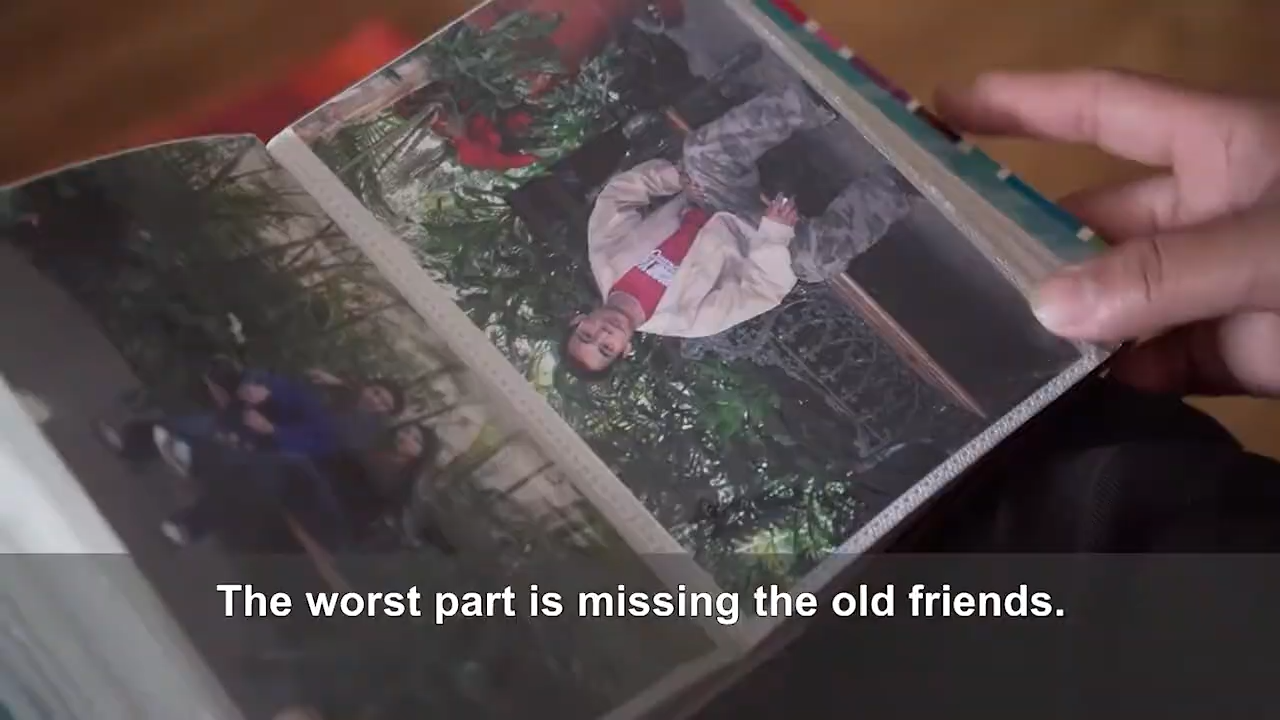 The worst part is missing the old friends.